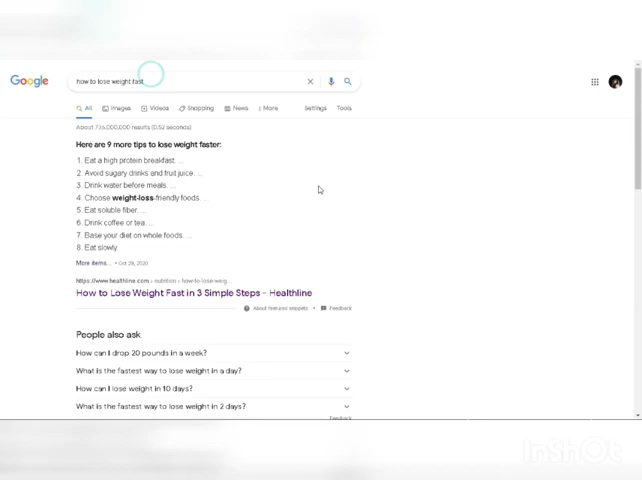 Google
how to lose weight fast
All
Images
Videos
Shopping
News
More
Settings
Tools
About 736,000,000 results (0.52 seconds)
Here are 9 more tips to lose weight faster:
1. Eat a high protein breakfast. ...
2. Avoid sugary drinks and fruit juice. ...
3. Drink water before meals. ...
4. Choose weight-loss-friendly foods. ...
5. Eat soluble fiber. ...
6. Drink coffee or tea. ...
7. Base your diet on whole foods. ...
8. Eat slowly.
More items... • Oct 28, 2020
https://www.healthline.com › nutrition › how-to-lose-weig...
How to Lose Weight Fast in 3 Simple Steps - Healthline
About featured snippets • Feedback
People also ask
How can I drop 20 pounds in a week?
What is the fastest way to lose weight in a day?
How can I lose weight in 10 days?
What is the fastest way to lose weight in 2 days?
Feedback
InShOt